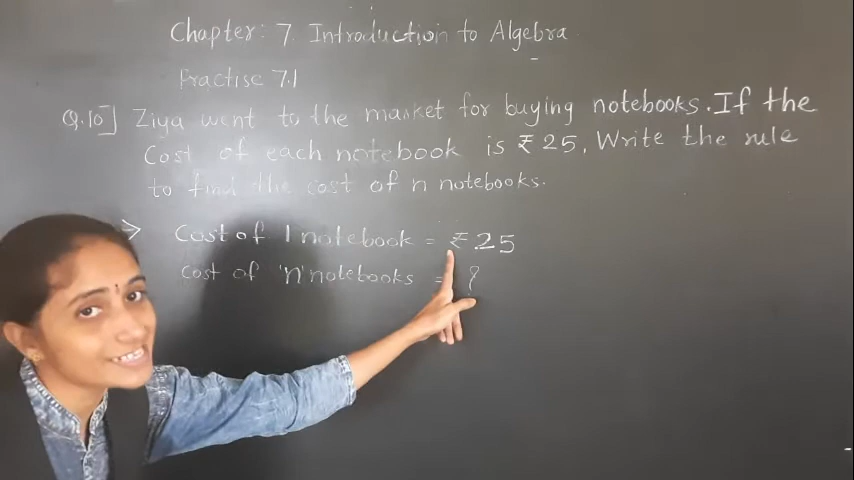 Chapter: 7. Introduction to Algebra
Practise 7.1
Q.10] Ziya went to the market for buying notebooks. If the
Cost of each notebook is ₹ 25. Write the rule
to find the cost of n notebooks.
→ Cost of 1 notebook = ₹ 25
Cost of 'n' notebooks = ?